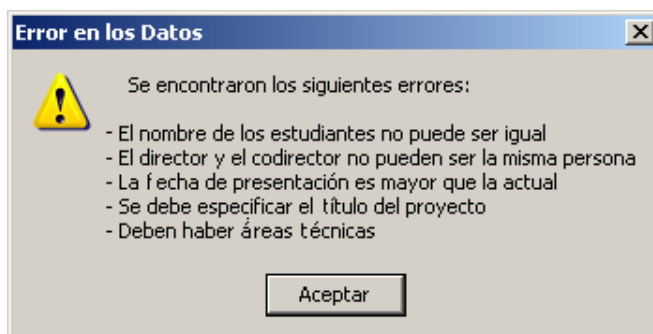 Error en los Datos
Se encontraron los siguientes errores:
- El nombre de los estudiantes no puede ser igual
- El director y el codirector no pueden ser la misma persona
- La fecha de presentación es mayor que la actual
- Se debe especificar el título del proyecto
- Deben haber áreas técnicas
Aceptar